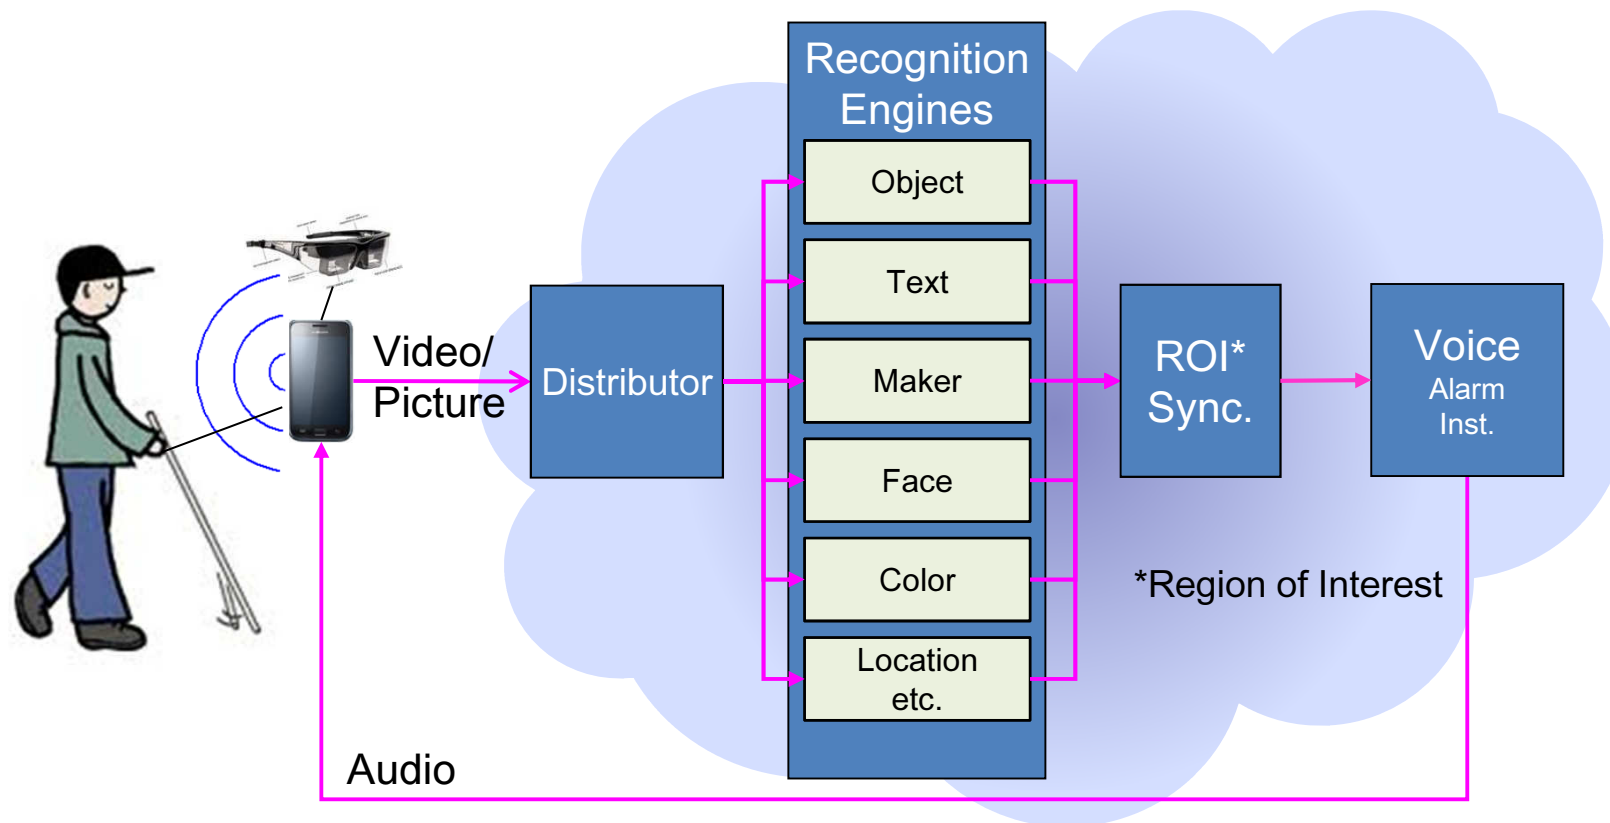 Recognition
Engines
Object
Text
Maker
Face
Color
Location
etc.
Video/
Picture
Distributor
ROI*
Sync.
Voice
Alarm
Inst.
*Region of Interest
Audio